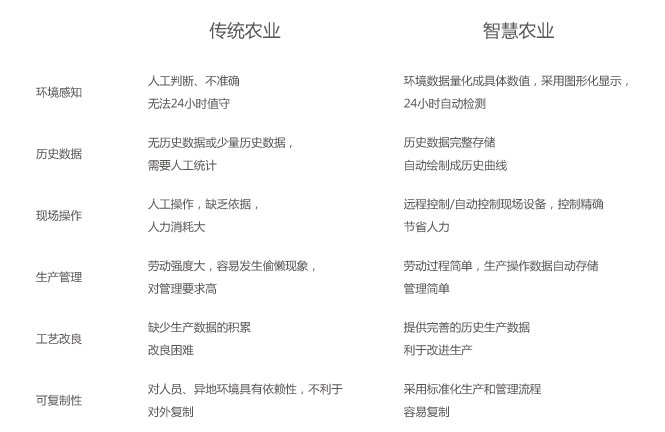 传统农业 智慧农业
环境感知
人工判断、不准确
无法24小时值守
环境数据量化成具体数值，采用图形化显示，
24小时自动检测
历史数据
无历史数据或少量历史数据，
需要人工统计
历史数据完整存储
自动绘制成历史曲线
现场操作
人工操作，缺乏依据，
人力消耗大
远程控制/自动控制现场设备，控制精确
节省人力
生产管理
劳动强度大，容易发生偷懒现象，
对管理要求高
劳动过程简单，生产操作数据自动存储
管理简单
工艺改良
缺少生产数据的积累
改良困难
提供完善的历史生产数据
利于改进生产
可复制性
对人员、异地环境具有依赖性，不利于
对外复制
采用标准化生产和管理流程
容易复制